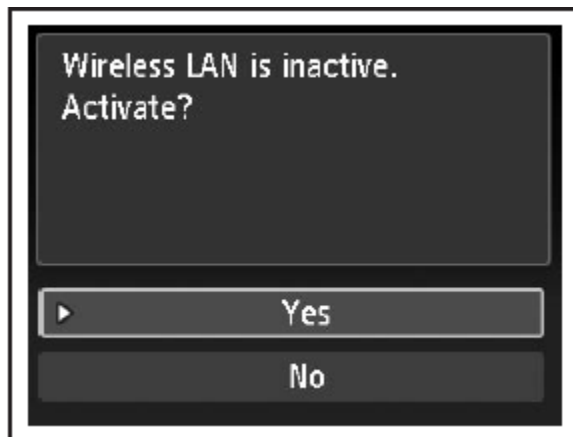 Wireless LAN is inactive.
Activate?
Yes
No